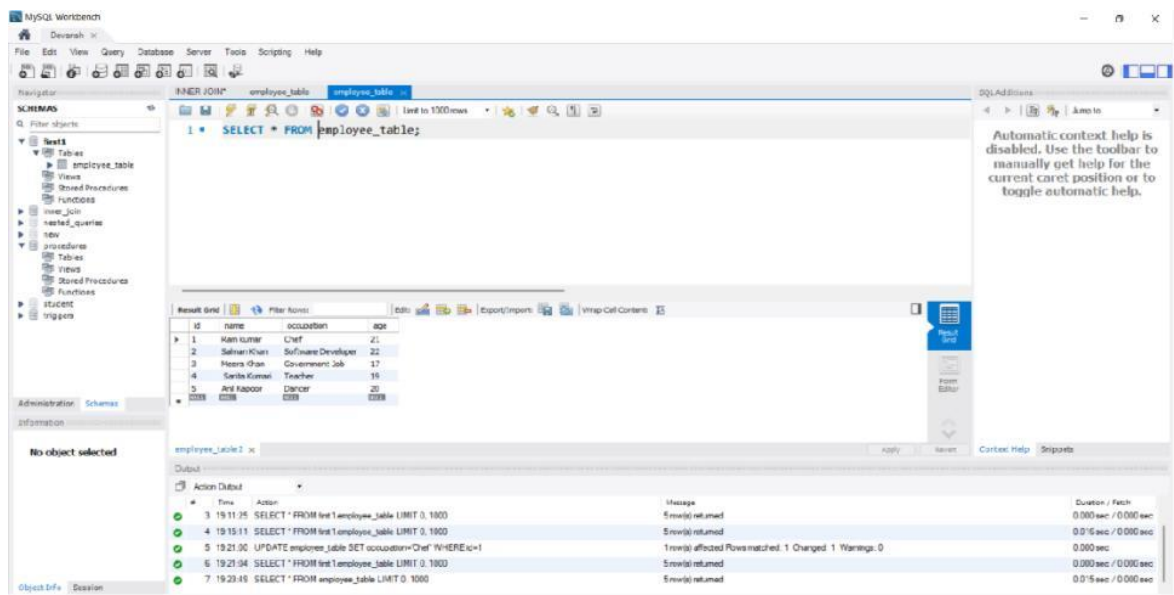 MySQL Workbench
Devansh ×
File Edit View Query Database Server Tools Scripting Help
Navigator
SCHEMAS
Filter objects
first1
Tables
employee_table
Views
Stored Procedures
Functions
inner_join
nested_queries
new
procedures
Tables
Views
Stored Procedures
Functions
student
triggers
Administration Schemas
Information
No object selected
Object Info Session
INNER JOIN* employee_table employee_table ×
Limit to 1000 rows
1 SELECT * FROM employee_table;
Result Grid Filter Rows: Edit: Export/Import: Wrap Cell Content:
id name occupation age
1 Ram kumar Chef 21
2 Salman Khan Software Developer 22
3 Meera Khan Government Job 17
4 Sarita Kumari Teacher 19
5 Anil Kapoor Dancer 20
NULL NULL NULL NULL
Result Grid
Form Editor
employee_table 2 ×
Apply Revert
Output
Action Output
# Time Action Message Duration / Fetch
3 19:11:25 SELECT * FROM first1.employee_table LIMIT 0, 1000 5 row(s) returned 0.000 sec / 0.000 sec
4 19:15:11 SELECT * FROM first1.employee_table LIMIT 0, 1000 5 row(s) returned 0.016 sec / 0.000 sec
5 19:21:00 UPDATE employee_table SET occupation='Chef' WHERE id=1 1 row(s) affected Rows matched: 1 Changed: 1 Warnings: 0 0.000 sec
6 19:21:04 SELECT * FROM first1.employee_table LIMIT 0, 1000 5 row(s) returned 0.000 sec / 0.000 sec
7 19:23:49 SELECT * FROM employee_table LIMIT 0, 1000 5 row(s) returned 0.015 sec / 0.000 sec
SQLAdditions
Jump to
Automatic context help is
disabled. Use the toolbar to
manually get help for the
current caret position or to
toggle automatic help.
Context Help Snippets